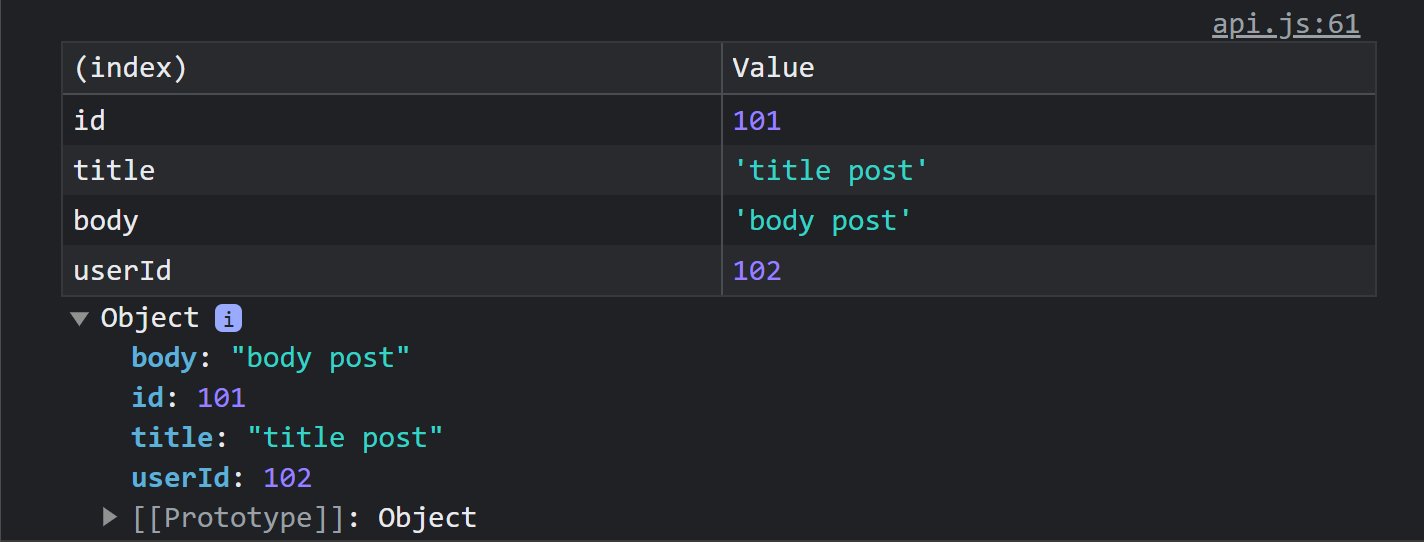 api.js:61
(index) Value
id 101
title 'title post'
body 'body post'
userId 102
▼ Object i
body: "body post"
id: 101
title: "title post"
userId: 102
▶ [[Prototype]]: Object